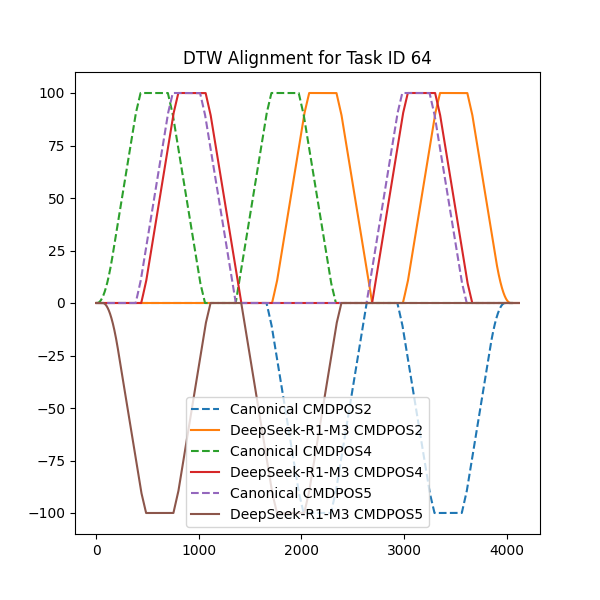 DTW Alignment for Task ID 64
100
75
50
25
0
−25
−50
−75
−100
Canonical CMDPOS2
DeepSeek-R1-M3 CMDPOS2
Canonical CMDPOS4
DeepSeek-R1-M3 CMDPOS4
Canonical CMDPOS5
DeepSeek-R1-M3 CMDPOS5
0 1000 2000 3000 4000